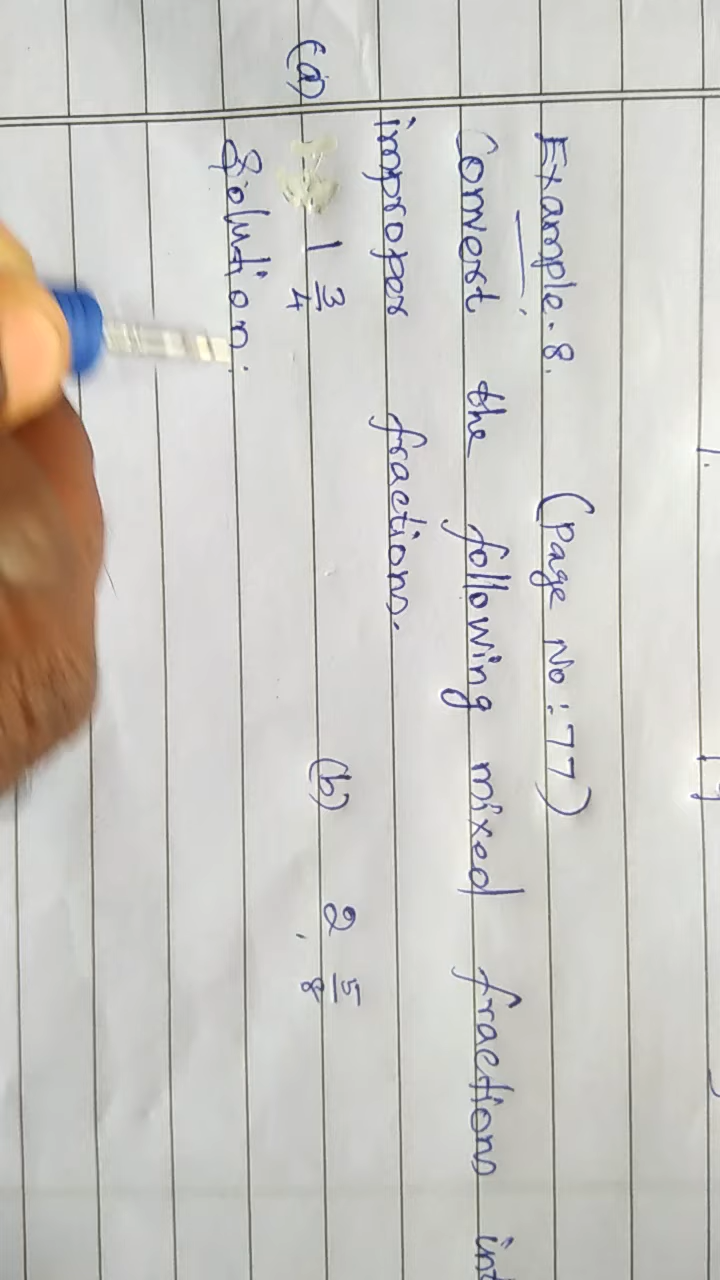 Example. 8. (Page No: 77)
Convert the following mixed fractions int
improper fractions.
(a) 1 3/4 (b) 2 5/8
Solution.